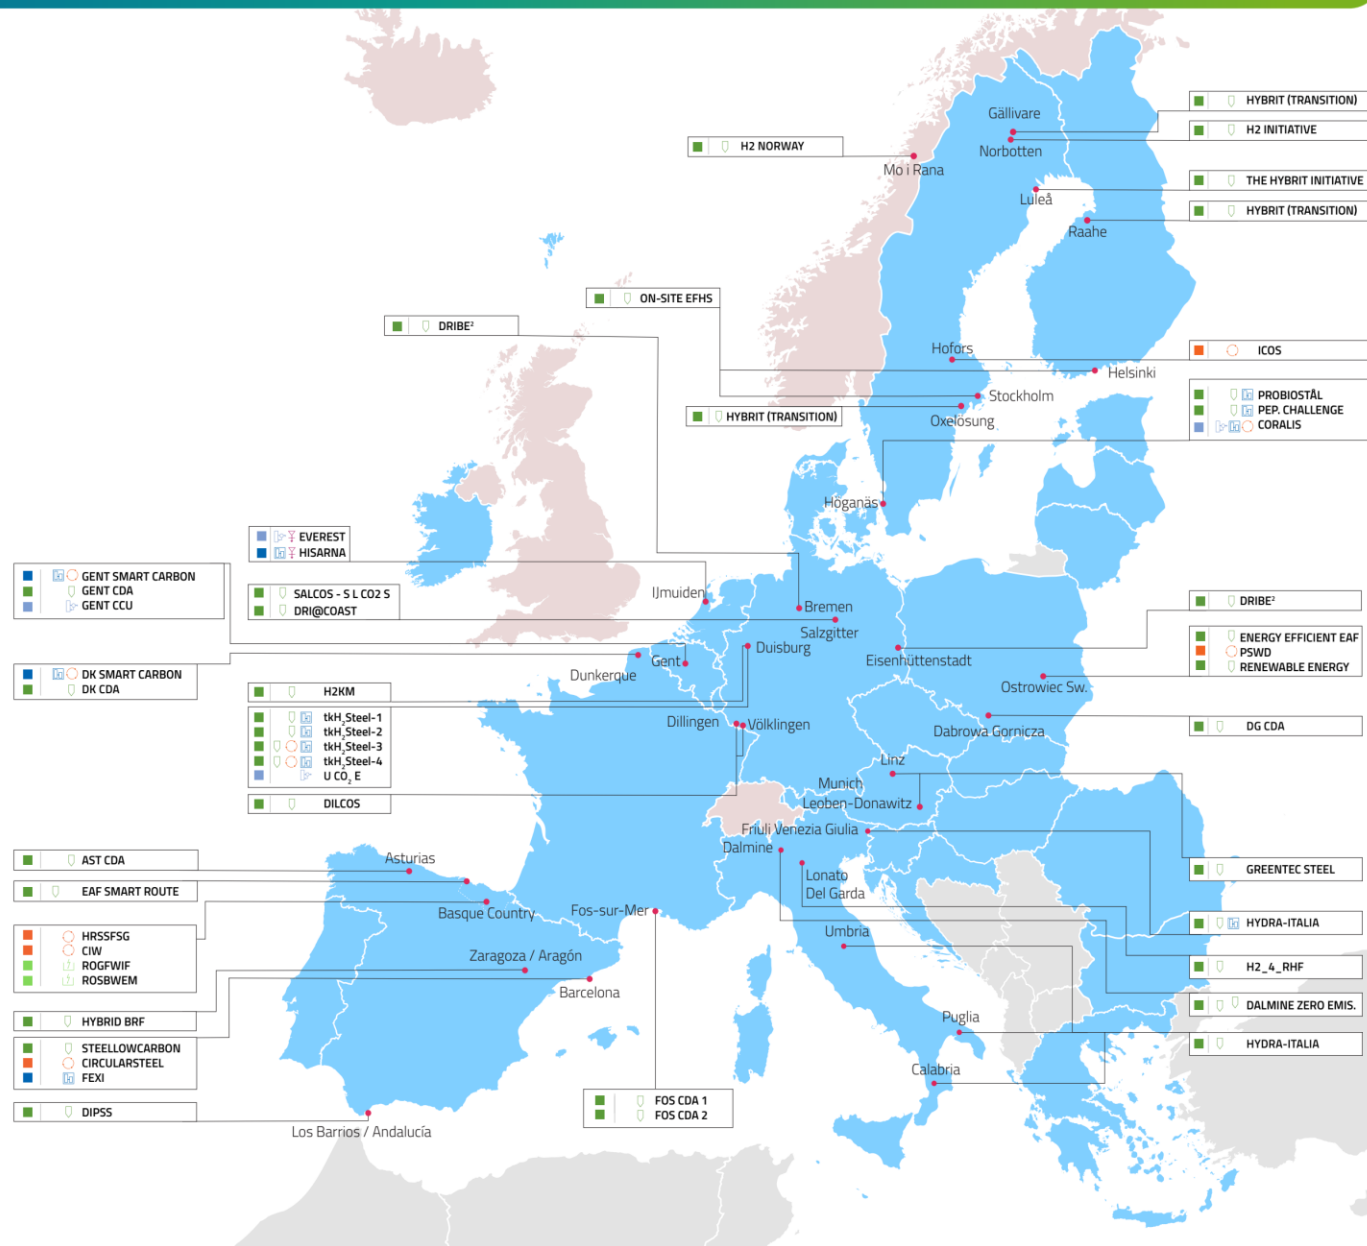 Gällivare
HYBRIT (TRANSITION)
H2 INITIATIVE
Norbotten
H2 NORWAY
Mo i Rana
THE HYBRIT INITIATIVE
Luleå
HYBRIT (TRANSITION)
Raahe
ON-SITE EFHS
DRIBE²
Hofors
ICOS
Helsinki
Stockholm
HYBRIT (TRANSITION)
Oxelösung
PROBIOSTÅL
PEP. CHALLENGE
CORALIS
Höganäs
EVEREST
HISARNA
GENT SMART CARBON
GENT CDA
GENT CCU
SALCOS - S L CO2 S
DRI@COAST
IJmuiden
Bremen
Salzgitter
DRIBE²
Duisburg
Gent
Dunkerque
Eisenhüttenstadt
ENERGY EFFICIENT EAF
PSWD
RENEWABLE ENERGY
DK SMART CARBON
DK CDA
Ostrowiec Sw.
H2KM
tkH₂Steel-1
tkH₂Steel-2
tkH₂Steel-3
tkH₂Steel-4
U CO₂ E
DILCOS
Dillingen
Völklingen
Dabrowa Gornicza
DG CDA
Linz
Munich
Leoben-Donawitz
Friuli Venezia Giulia
Dalmine
Lonato
Del Garda
AST CDA
Asturias
GREENTEC STEEL
EAF SMART ROUTE
Basque Country
Fos-sur-Mer
HYDRA-ITALIA
HRSSFSG
CIW
ROGFWIF
ROSBWEM
Umbria
Zaragoza / Aragón
Barcelona
H2_4_RHF
DALMINE ZERO EMIS.
HYBRID BRF
Puglia
HYDRA-ITALIA
STEELLOWCARBON
CIRCULARSTEEL
FEXI
Calabria
FOS CDA 1
FOS CDA 2
DIPSS
Los Barrios / Andalucía